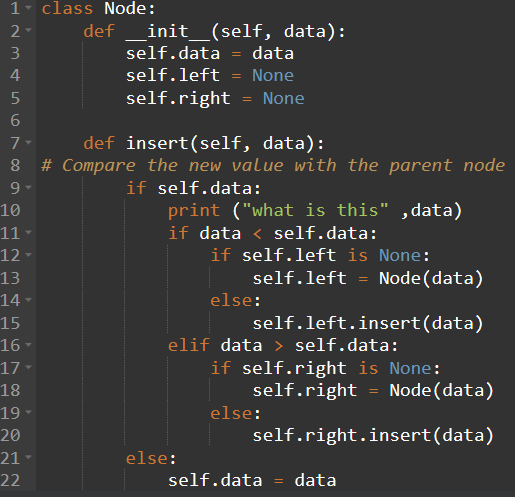 1 class Node:
2     def __init__(self, data):
3         self.data = data
4         self.left = None
5         self.right = None
6
7     def insert(self, data):
8 # Compare the new value with the parent node
9         if self.data:
10             print ("what is this" ,data)
11             if data < self.data:
12                 if self.left is None:
13                     self.left = Node(data)
14                 else:
15                     self.left.insert(data)
16             elif data > self.data:
17                 if self.right is None:
18                     self.right = Node(data)
19                 else:
20                     self.right.insert(data)
21         else:
22             self.data = data